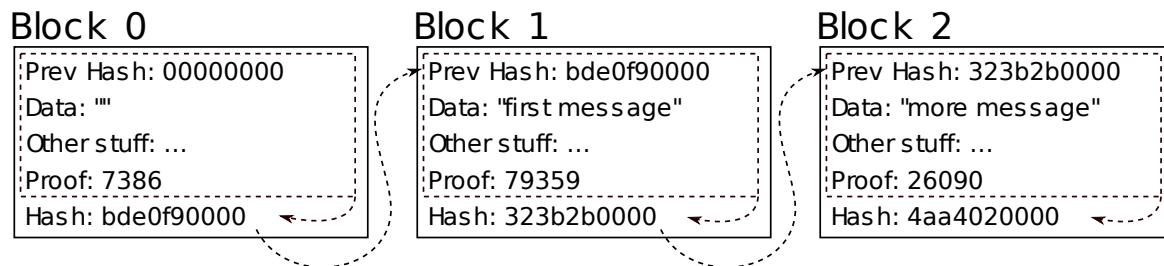 Block 0
Prev Hash: 00000000
Data: ""
Other stuff: ...
Proof: 7386
Hash: bde0f90000
Block 1
Prev Hash: bde0f90000
Data: "first message"
Other stuff: ...
Proof: 79359
Hash: 323b2b0000
Block 2
Prev Hash: 323b2b0000
Data: "more message"
Other stuff: ...
Proof: 26090
Hash: 4aa4020000